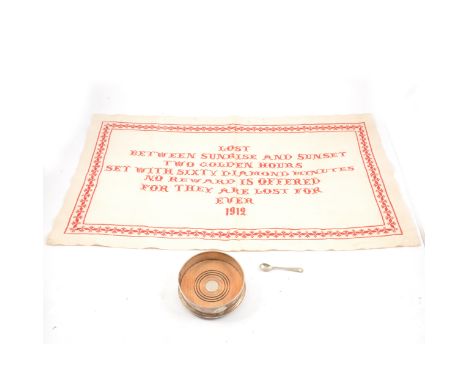 LOST
BETWEEN SUNRISE AND SUNSET
TWO GOLDEN HOURS
SET WITH SIXTY DIAMOND MINUTES
NO REWARD IS OFFERED
FOR THEY ARE LOST FOR
EVER
1912